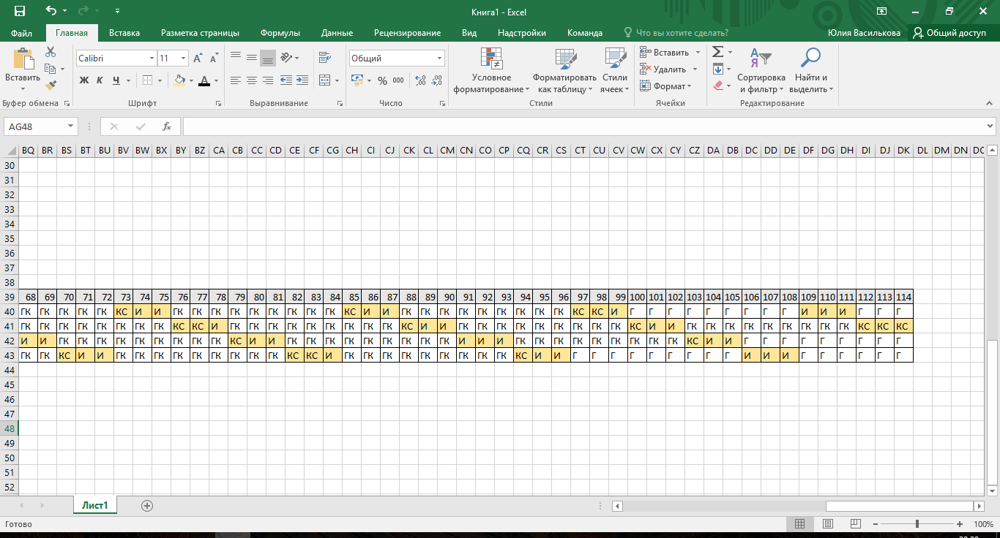 Книга1 - Excel
Файл Главная Вставка Разметка страницы Формулы Данные Рецензирование Вид Надстройки Команда Что вы хотите сделать? Юлия Василькова Общий доступ
Вставить
Буфер обмена
Calibri 11
Ж К Ч А
Шрифт
Выравнивание
Общий
% 000
Число
Условное форматирование
Форматировать как таблицу
Стили ячеек
Стили
Вставить
Удалить
Формат
Ячейки
Сортировка и фильтр
Найти и выделить
Редактирование
AG48 fx
BQ BR BS BT BU BV BW BX BY BZ CA CB CC CD CE CF CG CH CI CJ CK CL CM CN CO CP CQ CR CS CT CU CV CW CX CY CZ DA DB DC DD DE DF DG DH DI DJ DK DL DM DN DO
30
31
32
33
34
35
36
37
38
39 68 69 70 71 72 73 74 75 76 77 78 79 80 81 82 83 84 85 86 87 88 89 90 91 92 93 94 95 96 97 98 99 100 101 102 103 104 105 106 107 108 109 110 111 112 113 114
40 ГК ГК ГК ГК ГК КС И И ГК ГК ГК ГК ГК ГК ГК ГК ГК КС И И ГК ГК ГК ГК ГК ГК ГК ГК ГК КС КС И Г Г Г Г Г Г Г Г Г И И И Г Г Г
41 ГК ГК ГК ГК ГК ГК ГК ГК КС КС И ГК ГК ГК ГК ГК ГК ГК ГК ГК КС И И ГК ГК ГК ГК ГК ГК ГК ГК ГК КС И И ГК ГК ГК ГК ГК ГК ГК ГК ГК КС КС КС
42 И И ГК ГК ГК ГК ГК ГК ГК ГК ГК КС И И ГК ГК ГК ГК ГК ГК ГК ГК ГК И И И ГК ГК ГК ГК ГК ГК ГК ГК ГК КС И И Г Г Г Г Г Г Г Г Г
43 ГК ГК КС И И ГК ГК ГК ГК ГК ГК ГК ГК ГК КС КС И ГК ГК ГК ГК ГК ГК ГК ГК ГК КС И И Г Г Г Г Г Г Г Г Г И И И Г Г Г Г Г Г
44
45
46
47
48
49
50
51
52
Лист1
Готово 100%